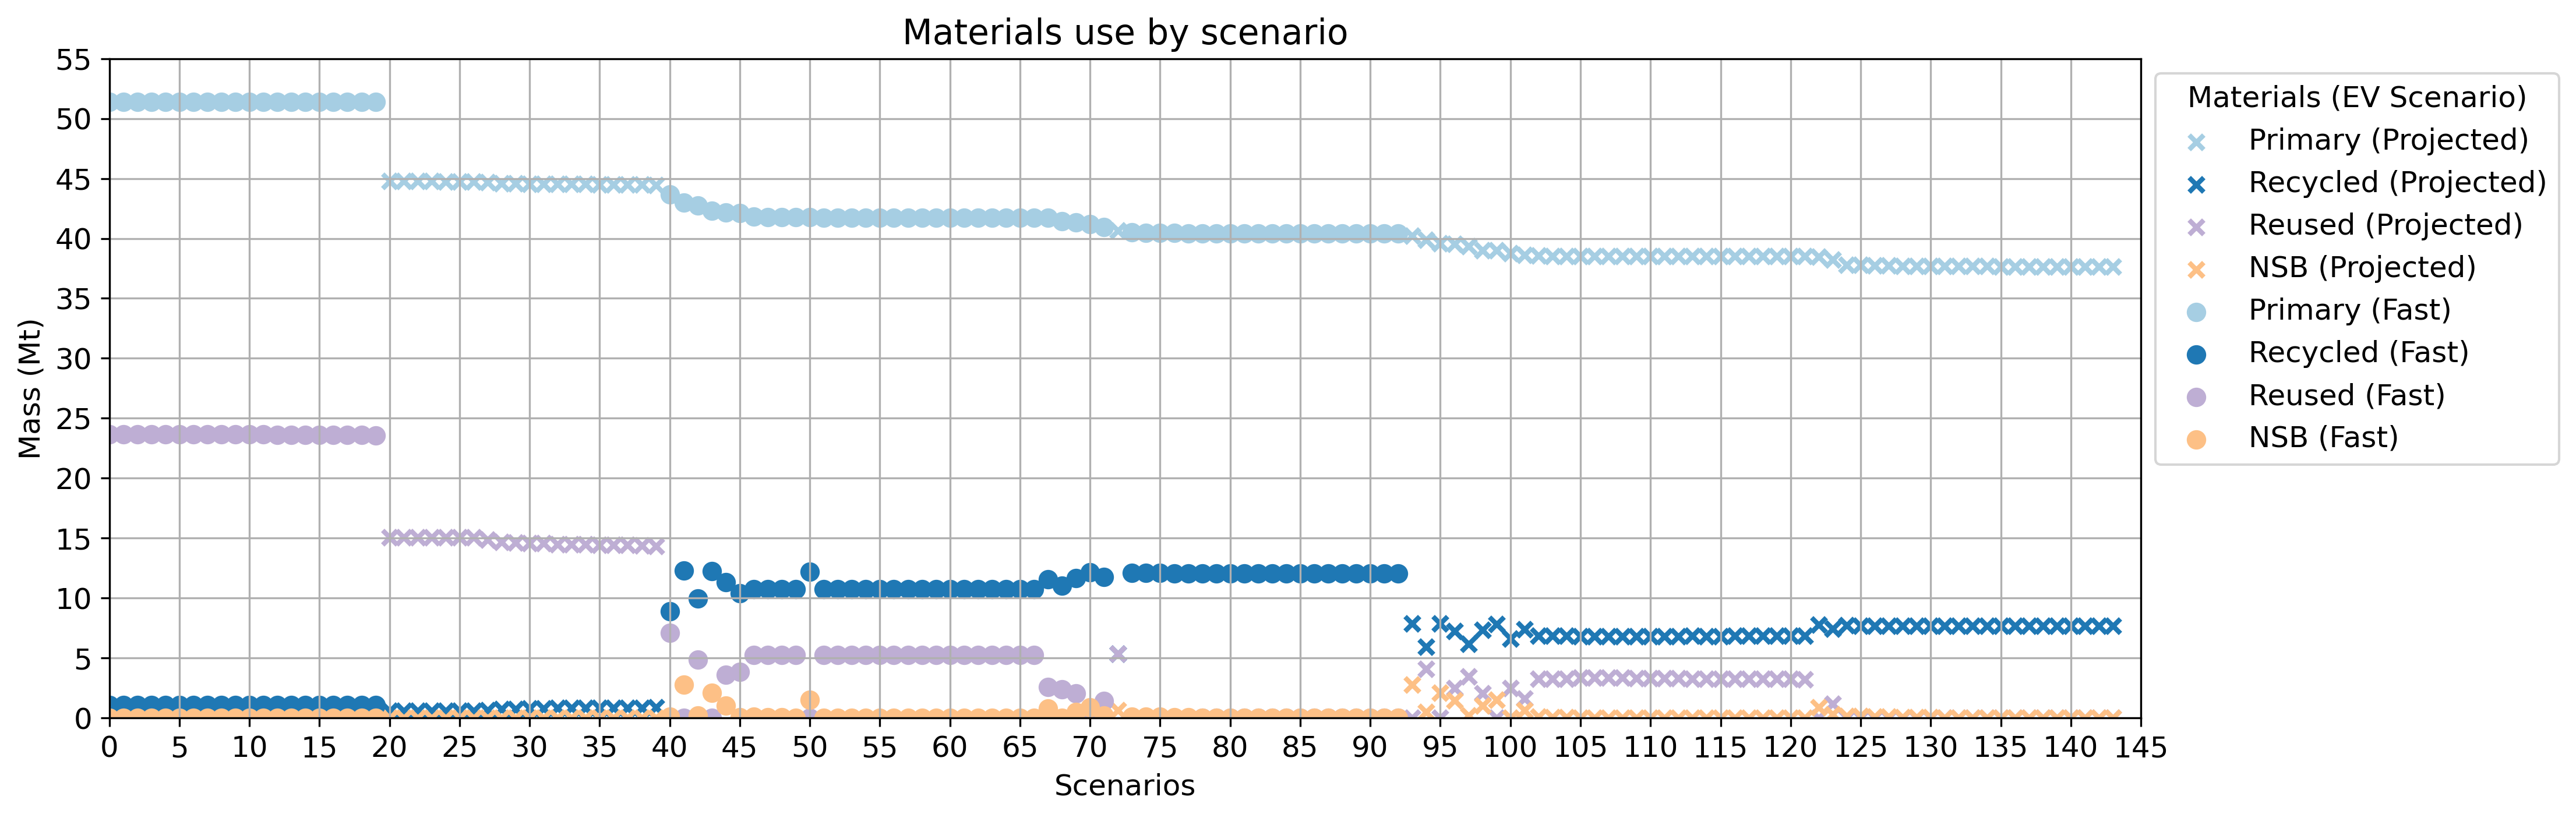 Materials use by scenario
Mass (Mt)
55
50
45
40
35
30
25
20
15
10
5
0
0 5 10 15 20 25 30 35 40 45 50 55 60 65 70 75 80 85 90 95 100 105 110 115 120 125 130 135 140 145
Scenarios
Materials (EV Scenario)
Primary (Projected)
Recycled (Projected)
Reused (Projected)
NSB (Projected)
Primary (Fast)
Recycled (Fast)
Reused (Fast)
NSB (Fast)